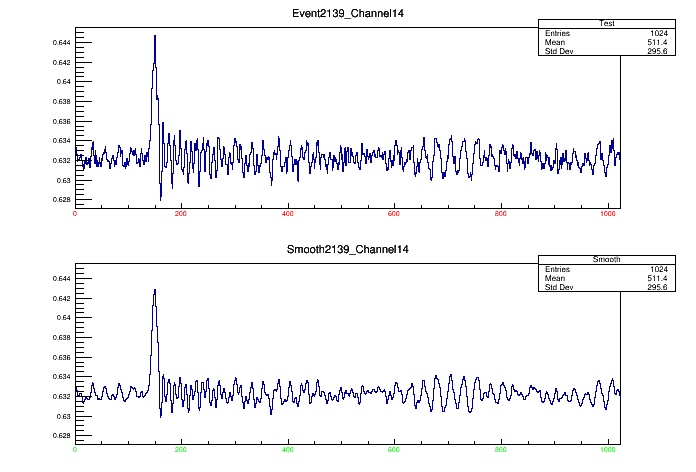 Event2139_Channel14
Test
Entries 1024
Mean 511.4
Std Dev 295.6
0.644
0.642
0.64
0.638
0.636
0.634
0.632
0.63
0.628
0 200 400 600 800 1000
Smooth2139_Channel14
Smooth
Entries 1024
Mean 511.4
Std Dev 295.6
0.644
0.642
0.64
0.638
0.636
0.634
0.632
0.63
0.628
0 200 400 600 800 1000